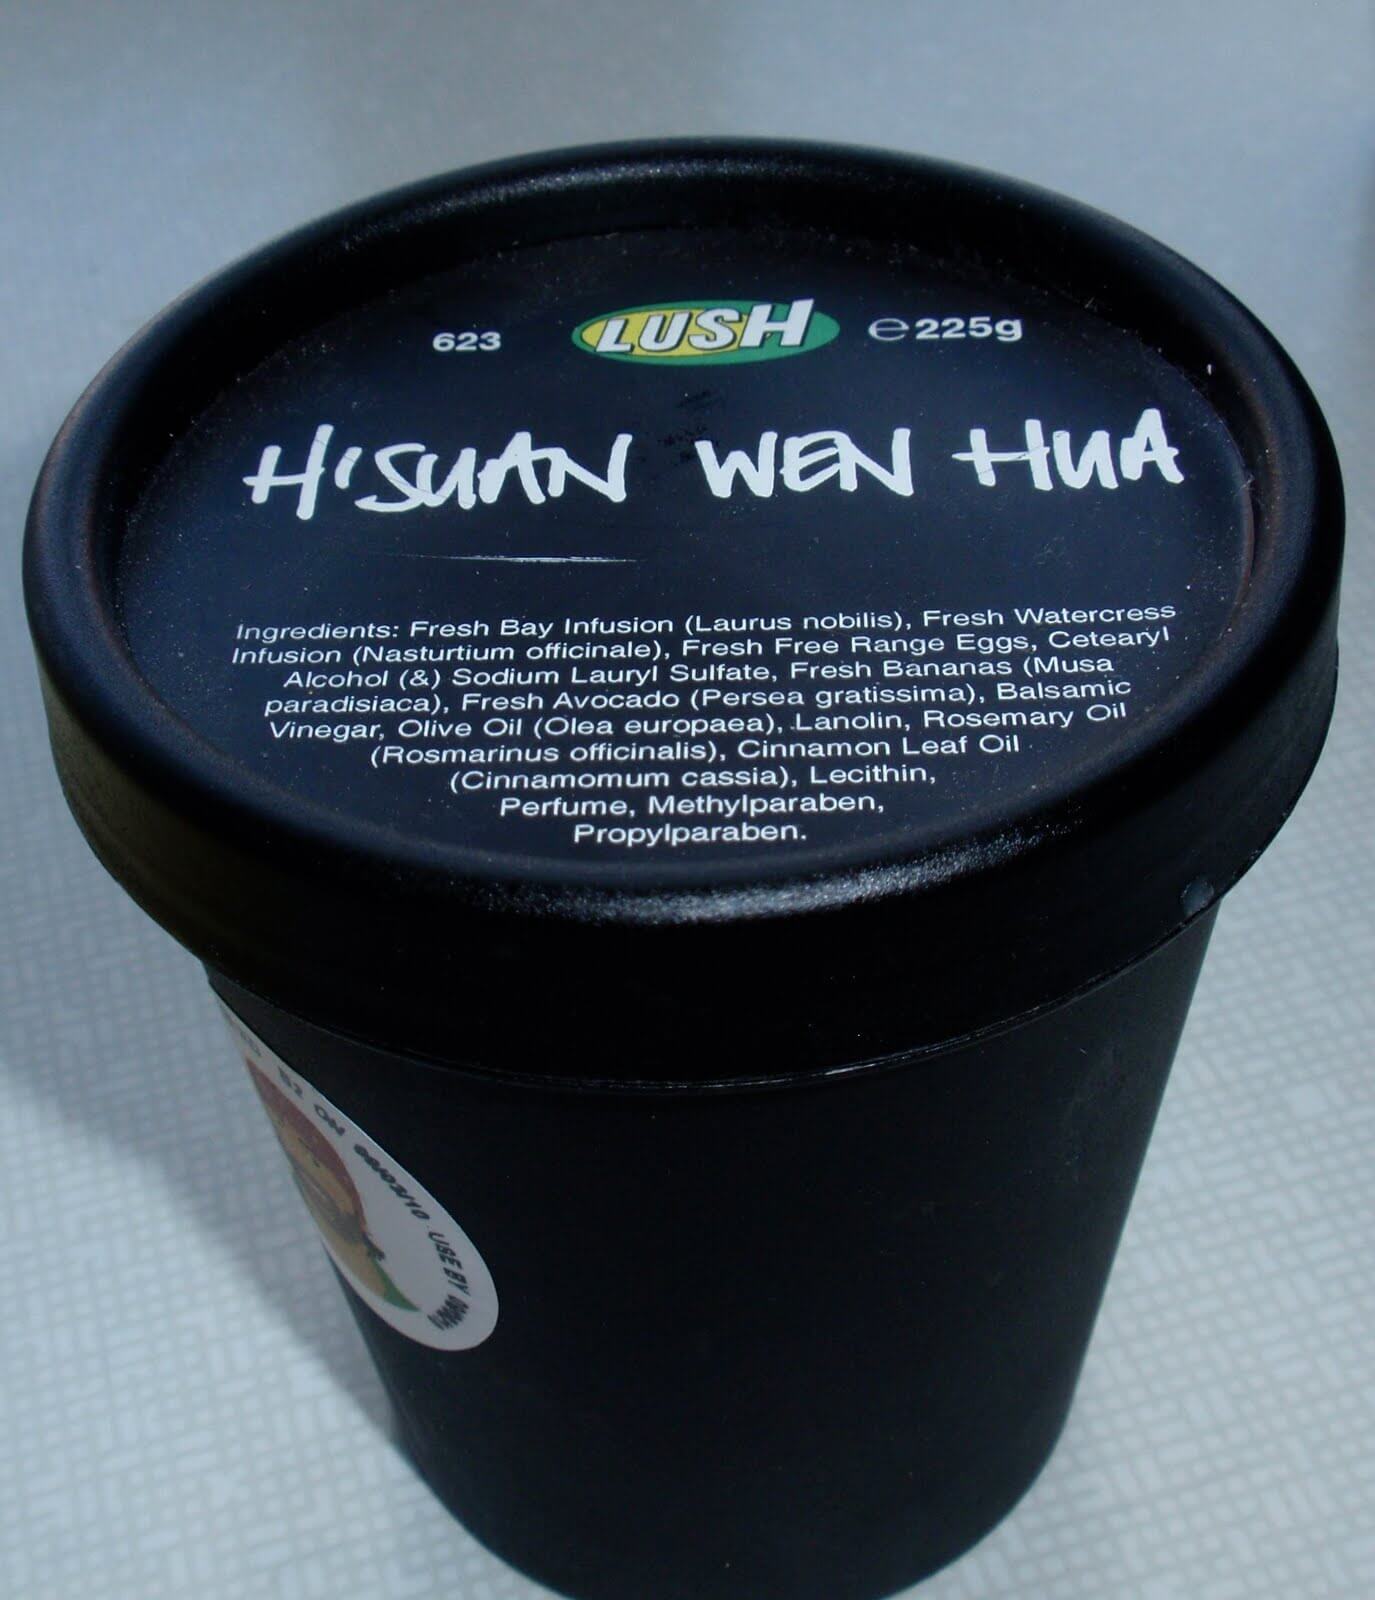 623 LUSH ℮225g
H'SUAN WEN HUA
Ingredients: Fresh Bay Infusion (Laurus nobilis), Fresh Watercress
Infusion (Nasturtium officinale), Fresh Free Range Eggs, Cetearyl
Alcohol (&) Sodium Lauryl Sulfate, Fresh Bananas (Musa
paradisiaca), Fresh Avocado (Persea gratissima), Balsamic
Vinegar, Olive Oil (Olea europaea), Lanolin, Rosemary Oil
(Rosmarinus officinalis), Cinnamon Leaf Oil
(Cinnamomum cassia), Lecithin,
Perfume, Methylparaben,
Propylparaben.
ON USE BY